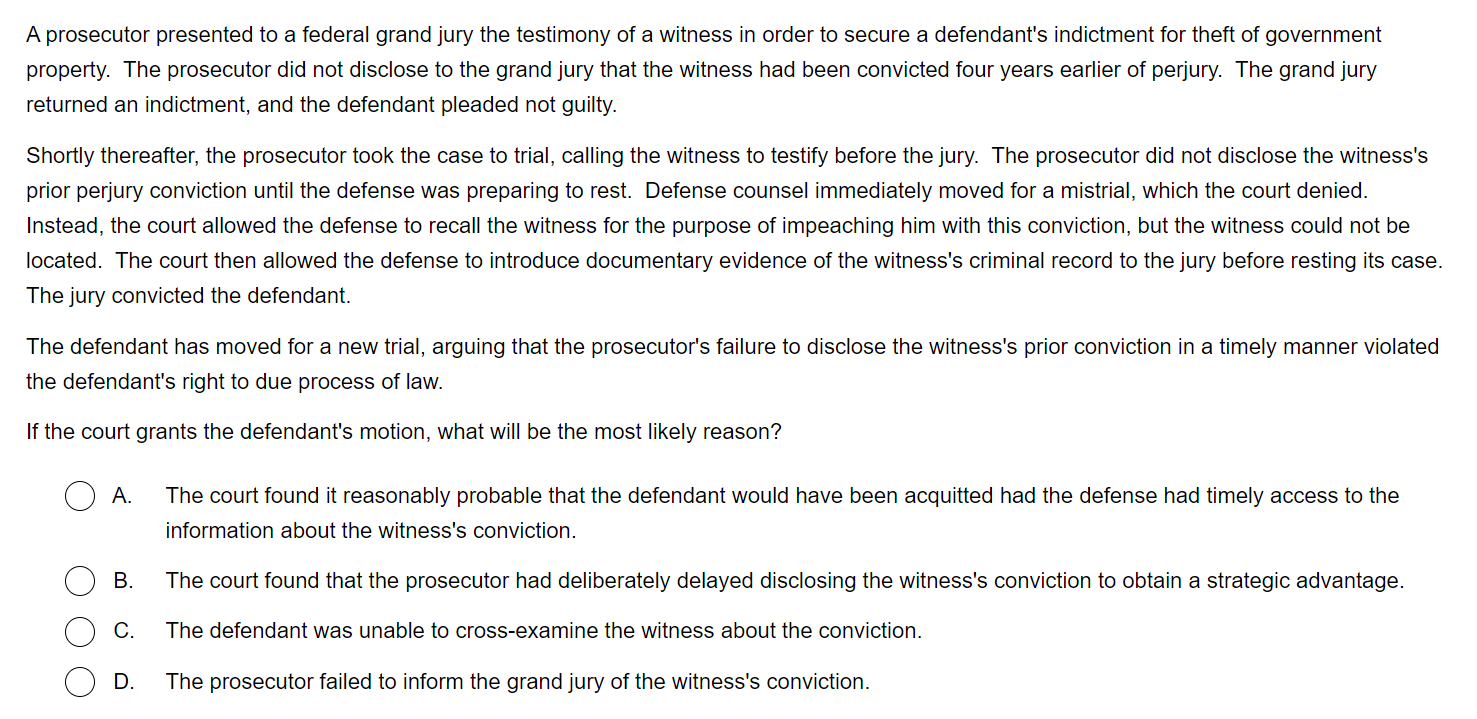 A prosecutor presented to a federal grand jury the testimony of a witness in order to secure a defendant's indictment for theft of government
property.  The prosecutor did not disclose to the grand jury that the witness had been convicted four years earlier of perjury.  The grand jury
returned an indictment, and the defendant pleaded not guilty.
Shortly thereafter, the prosecutor took the case to trial, calling the witness to testify before the jury.  The prosecutor did not disclose the witness's
prior perjury conviction until the defense was preparing to rest.  Defense counsel immediately moved for a mistrial, which the court denied.
Instead, the court allowed the defense to recall the witness for the purpose of impeaching him with this conviction, but the witness could not be
located.  The court then allowed the defense to introduce documentary evidence of the witness's criminal record to the jury before resting its case.
The jury convicted the defendant.
The defendant has moved for a new trial, arguing that the prosecutor's failure to disclose the witness's prior conviction in a timely manner violated
the defendant's right to due process of law.
If the court grants the defendant's motion, what will be the most likely reason?
A. The court found it reasonably probable that the defendant would have been acquitted had the defense had timely access to the
information about the witness's conviction.
B. The court found that the prosecutor had deliberately delayed disclosing the witness's conviction to obtain a strategic advantage.
C. The defendant was unable to cross-examine the witness about the conviction.
D. The prosecutor failed to inform the grand jury of the witness's conviction.